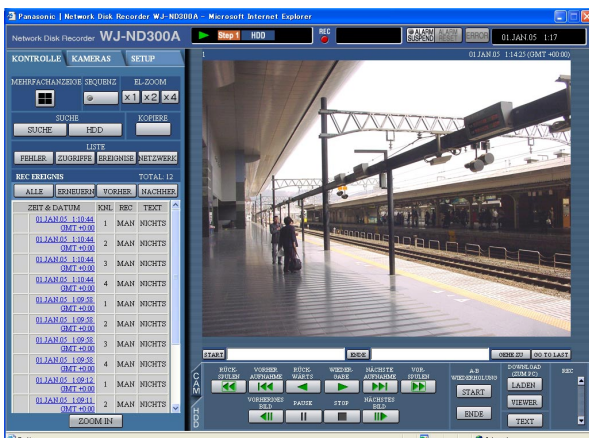 Panasonic | Network Disk Recorder WJ-ND300A - Microsoft Internet Explorer
Network Disk Recorder WJ-ND300A
Step 1 HDD
REC
ALARM SUSPEND
ALARM RESET
ERROR
01.JAN.05 1:17
KONTROLLE KAMERAS SETUP
1 01.JAN.05 1:14:25 (GMT +00:00)
MEHRFACHANZEIGE SEQUENZ EL-ZOOM
x1 x2 x4
SUCHE KOPIERE
SUCHE HDD
LISTE
FEHLER ZUGRIFFE EREIGNISE NETZWERK
REC EREIGNIS TOTAL: 12
ALLE ERNEUERN VORHER NACHHER
ZEIT & DATUM KNL REC TEXT
01.JAN.05 1:10:44 GMT +0:00 1 MAN NICHTS
01.JAN.05 1:10:44 GMT +0:00 2 MAN NICHTS
01.JAN.05 1:10:44 GMT +0:00 3 MAN NICHTS
01.JAN.05 1:10:44 GMT +0:00 4 MAN NICHTS
01.JAN.05 1:09:58 GMT +0:00 1 MAN NICHTS
01.JAN.05 1:09:58 GMT +0:00 2 MAN NICHTS
01.JAN.05 1:09:58 GMT +0:00 3 MAN NICHTS
01.JAN.05 1:09:58 GMT +0:00 4 MAN NICHTS
01.JAN.05 1:09:12 GMT +0:00 1 MAN NICHTS
01.JAN.05 1:09:11 GMT +0:00 2 MAN NICHTS
ZOOM IN
START ENDE GEHE ZU GO TO LAST
CAM
HDD
RÜCK-SPULEN
VORHER AUFNAHME
RÜCK-WÄRTS
WIEDER-GABE
NÄCHSTE AUFNAHME
VOR-SPULEN
VORHERIGES BILD
PAUSE
STOP
NÄCHSTES BILD
A-B WIEDERHOLUNG
START
ENDE
DOWNLOAD (ZUM PC)
LADEN
VIEWER
TEXT
REC